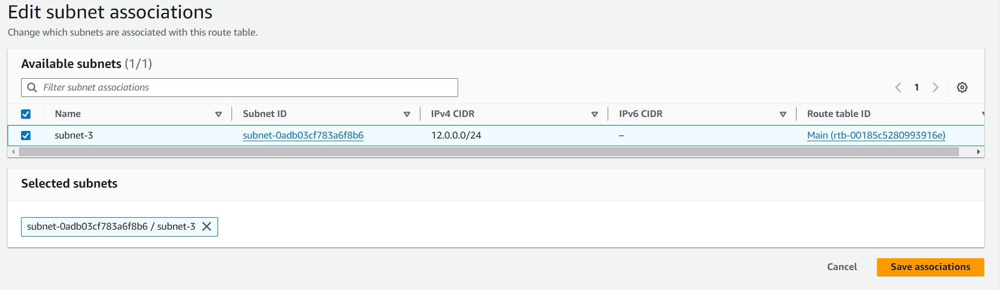 Edit subnet associations
Change which subnets are associated with this route table.
Available subnets (1/1)
Filter subnet associations
1
Name Subnet ID IPv4 CIDR IPv6 CIDR Route table ID
subnet-3 subnet-0adb03cf783a6f8b6 12.0.0.0/24 – Main (rtb-00185c5280993916e)
Selected subnets
subnet-0adb03cf783a6f8b6 / subnet-3
Cancel Save associations